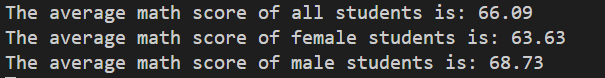 The average math score of all students is: 66.09
The average math score of female students is: 63.63
The average math score of male students is: 68.73